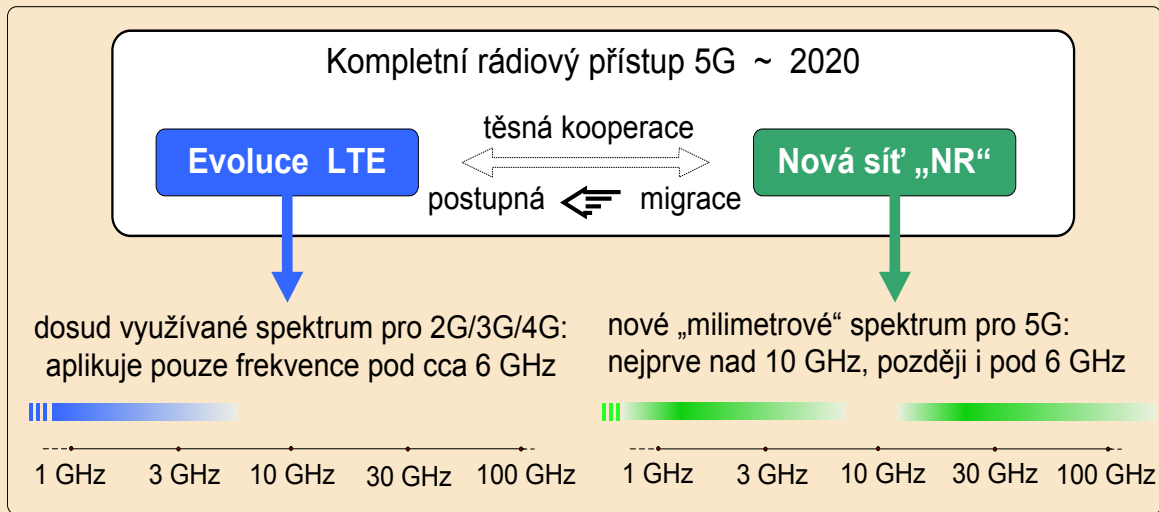 Kompletní rádiový přístup 5G ~ 2020
těsná kooperace
Evoluce LTE
Nová síť „NR“
postupná migrace
dosud využívané spektrum pro 2G/3G/4G:
aplikuje pouze frekvence pod cca 6 GHz
nové „milimetrové“ spektrum pro 5G:
nejprve nad 10 GHz, později i pod 6 GHz
1 GHz 3 GHz 10 GHz 30 GHz 100 GHz
1 GHz 3 GHz 10 GHz 30 GHz 100 GHz